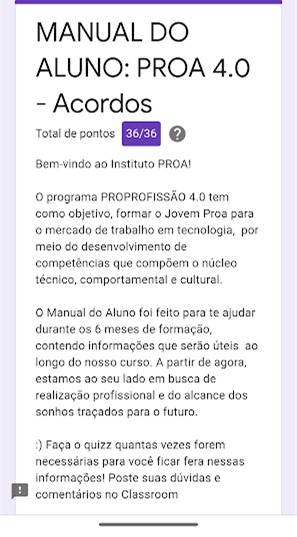 MANUAL DO
ALUNO: PROA 4.0
- Acordos
Total de pontos 36/36 ?
Bem-vindo ao Instituto PROA!
O programa PROPROFISSÃO 4.0 tem
como objetivo, formar o Jovem Proa para
o mercado de trabalho em tecnologia, por
meio do desenvolvimento de
competências que compõem o núcleo
técnico, comportamental e cultural.
O Manual do Aluno foi feito para te ajudar
durante os 6 meses de formação,
contendo informações que serão úteis ao
longo do nosso curso. A partir de agora,
estamos ao seu lado em busca de
realização profissional e do alcance dos
sonhos traçados para o futuro.
:) Faça o quizz quantas vezes forem
necessárias para você ficar fera nessas
informações! Poste suas dúvidas e
comentários no Classroom